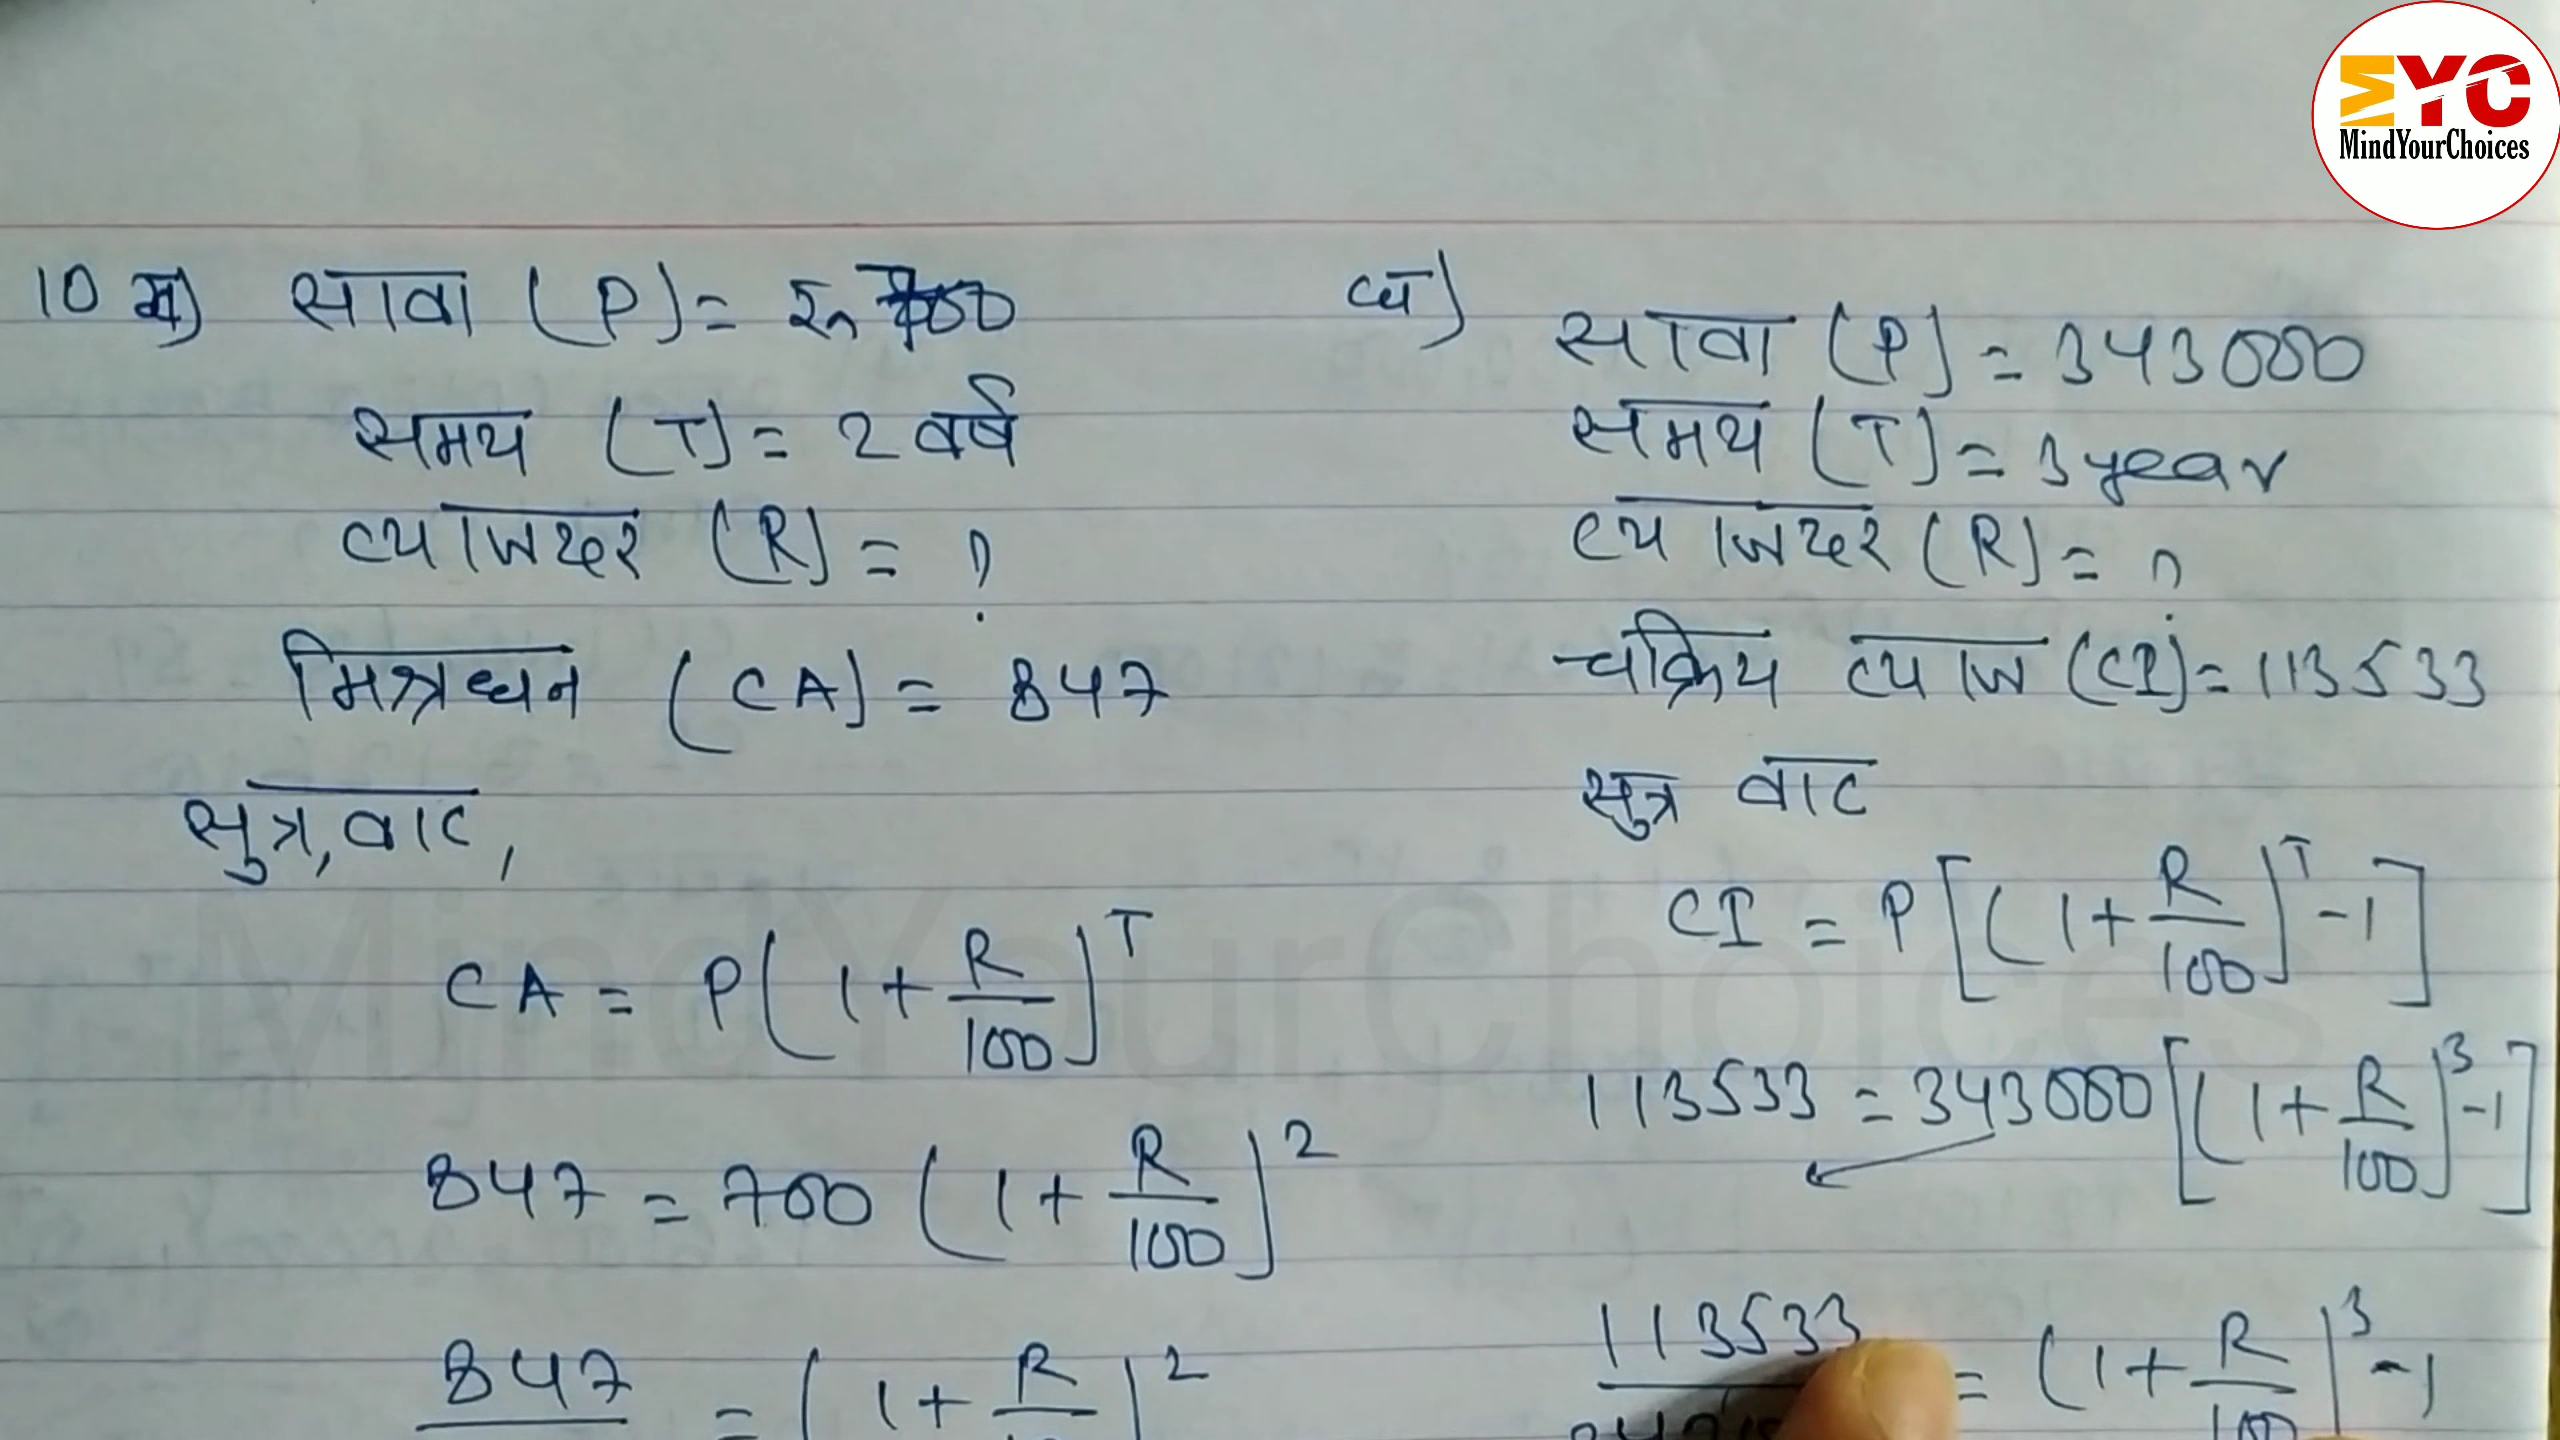 MYC
MindYourChoices
10 अ) सावा (P) = रू 700
समय (T) = 2 वर्ष
ब्याजदर (R) = ?
मिश्रधन (CA) = 847
सुत्र, बाट,
CA = P(1+R/100)^T
847 = 700 (1+R/100)^2
847 = (1+R)^2
सावा (P) = 343000
समय (T) = 3 year
ब्याजदर (R) = ?
चक्रिय ब्याज (CI) = 113533
सुत्र बाट
CI = P[(1+R/100)^T -1]
113533 = 343000[(1+R/100)^3 -1]
113533 = (1+R/100)^3 -1
MindYourChoices